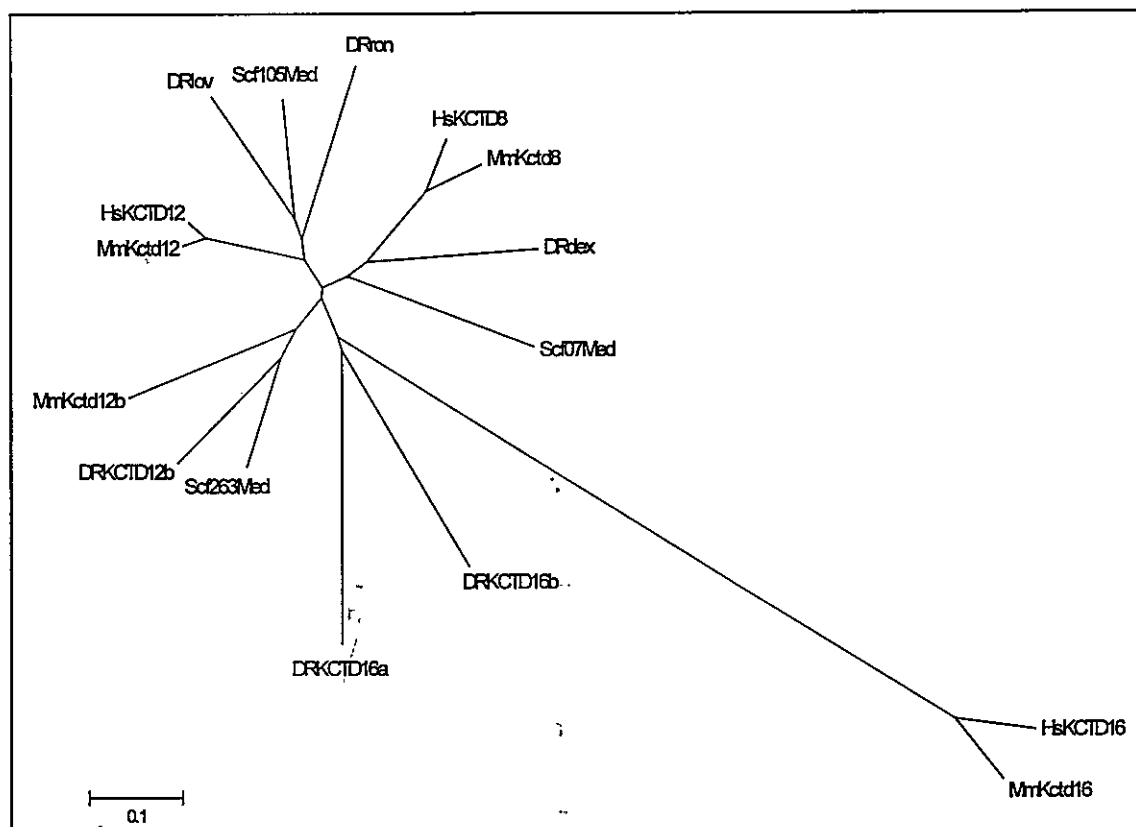 DRron
Scf105Med
DRlov
HsKCTD8
MmKctd8
HsKCTD12
MmKctd12
DRdex
Scf07Med
MmKctd12b
DRKCTD12b
Scf263Med
DRKCTD16b
DRKCTD16a
HsKCTD16
MmKctd16
0.1